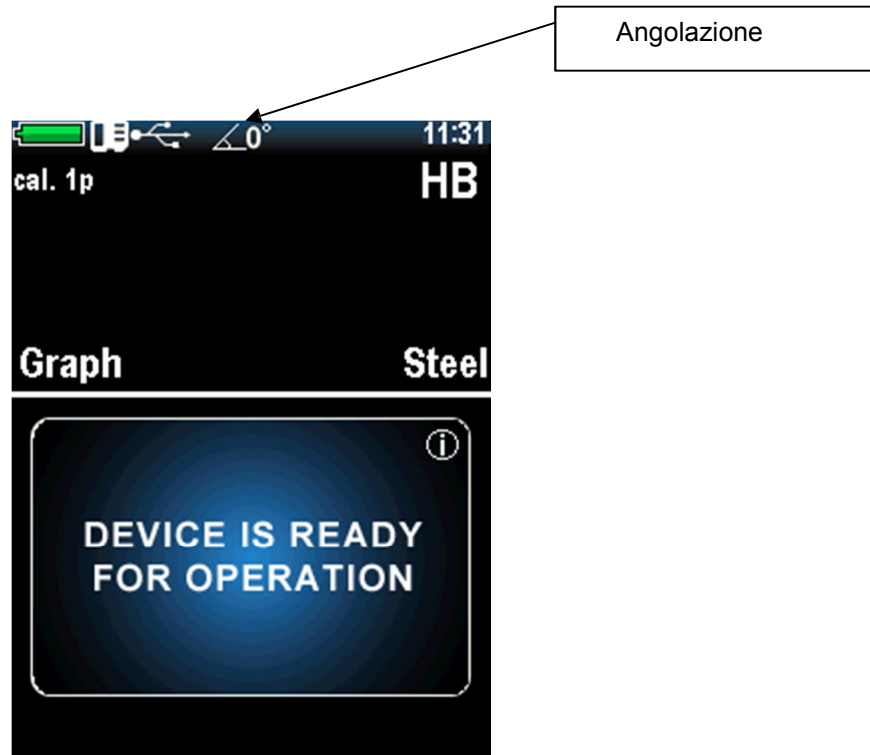 Angolazione
0° 11:31
cal. 1p HB
Graph Steel
i
DEVICE IS READY
FOR OPERATION